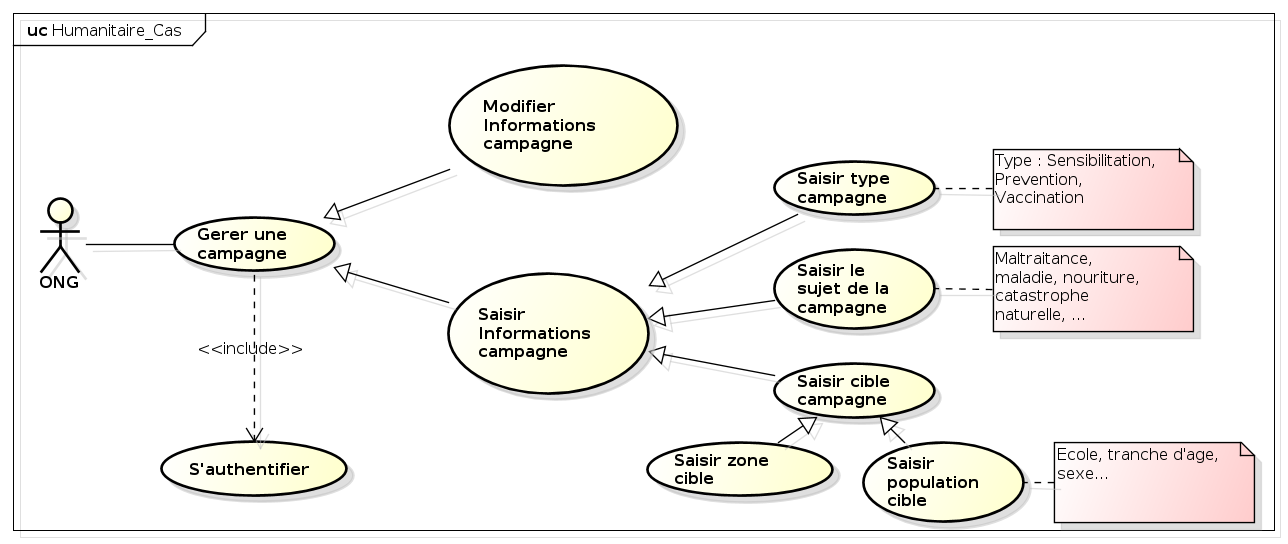 uc Humanitaire_Cas
Modifier
Informations
campagne
Saisir type
campagne
Type : Sensibilitation,
Prevention,
Vaccination
Gerer une
campagne
ONG
Saisir le
sujet de la
campagne
Maltraitance,
maladie, nouriture,
catastrophe
naturelle, ...
Saisir
Informations
campagne
<<include>>
Saisir cible
campagne
S'authentifier
Saisir zone
cible
Saisir
population
cible
Ecole, tranche d'age,
sexe...